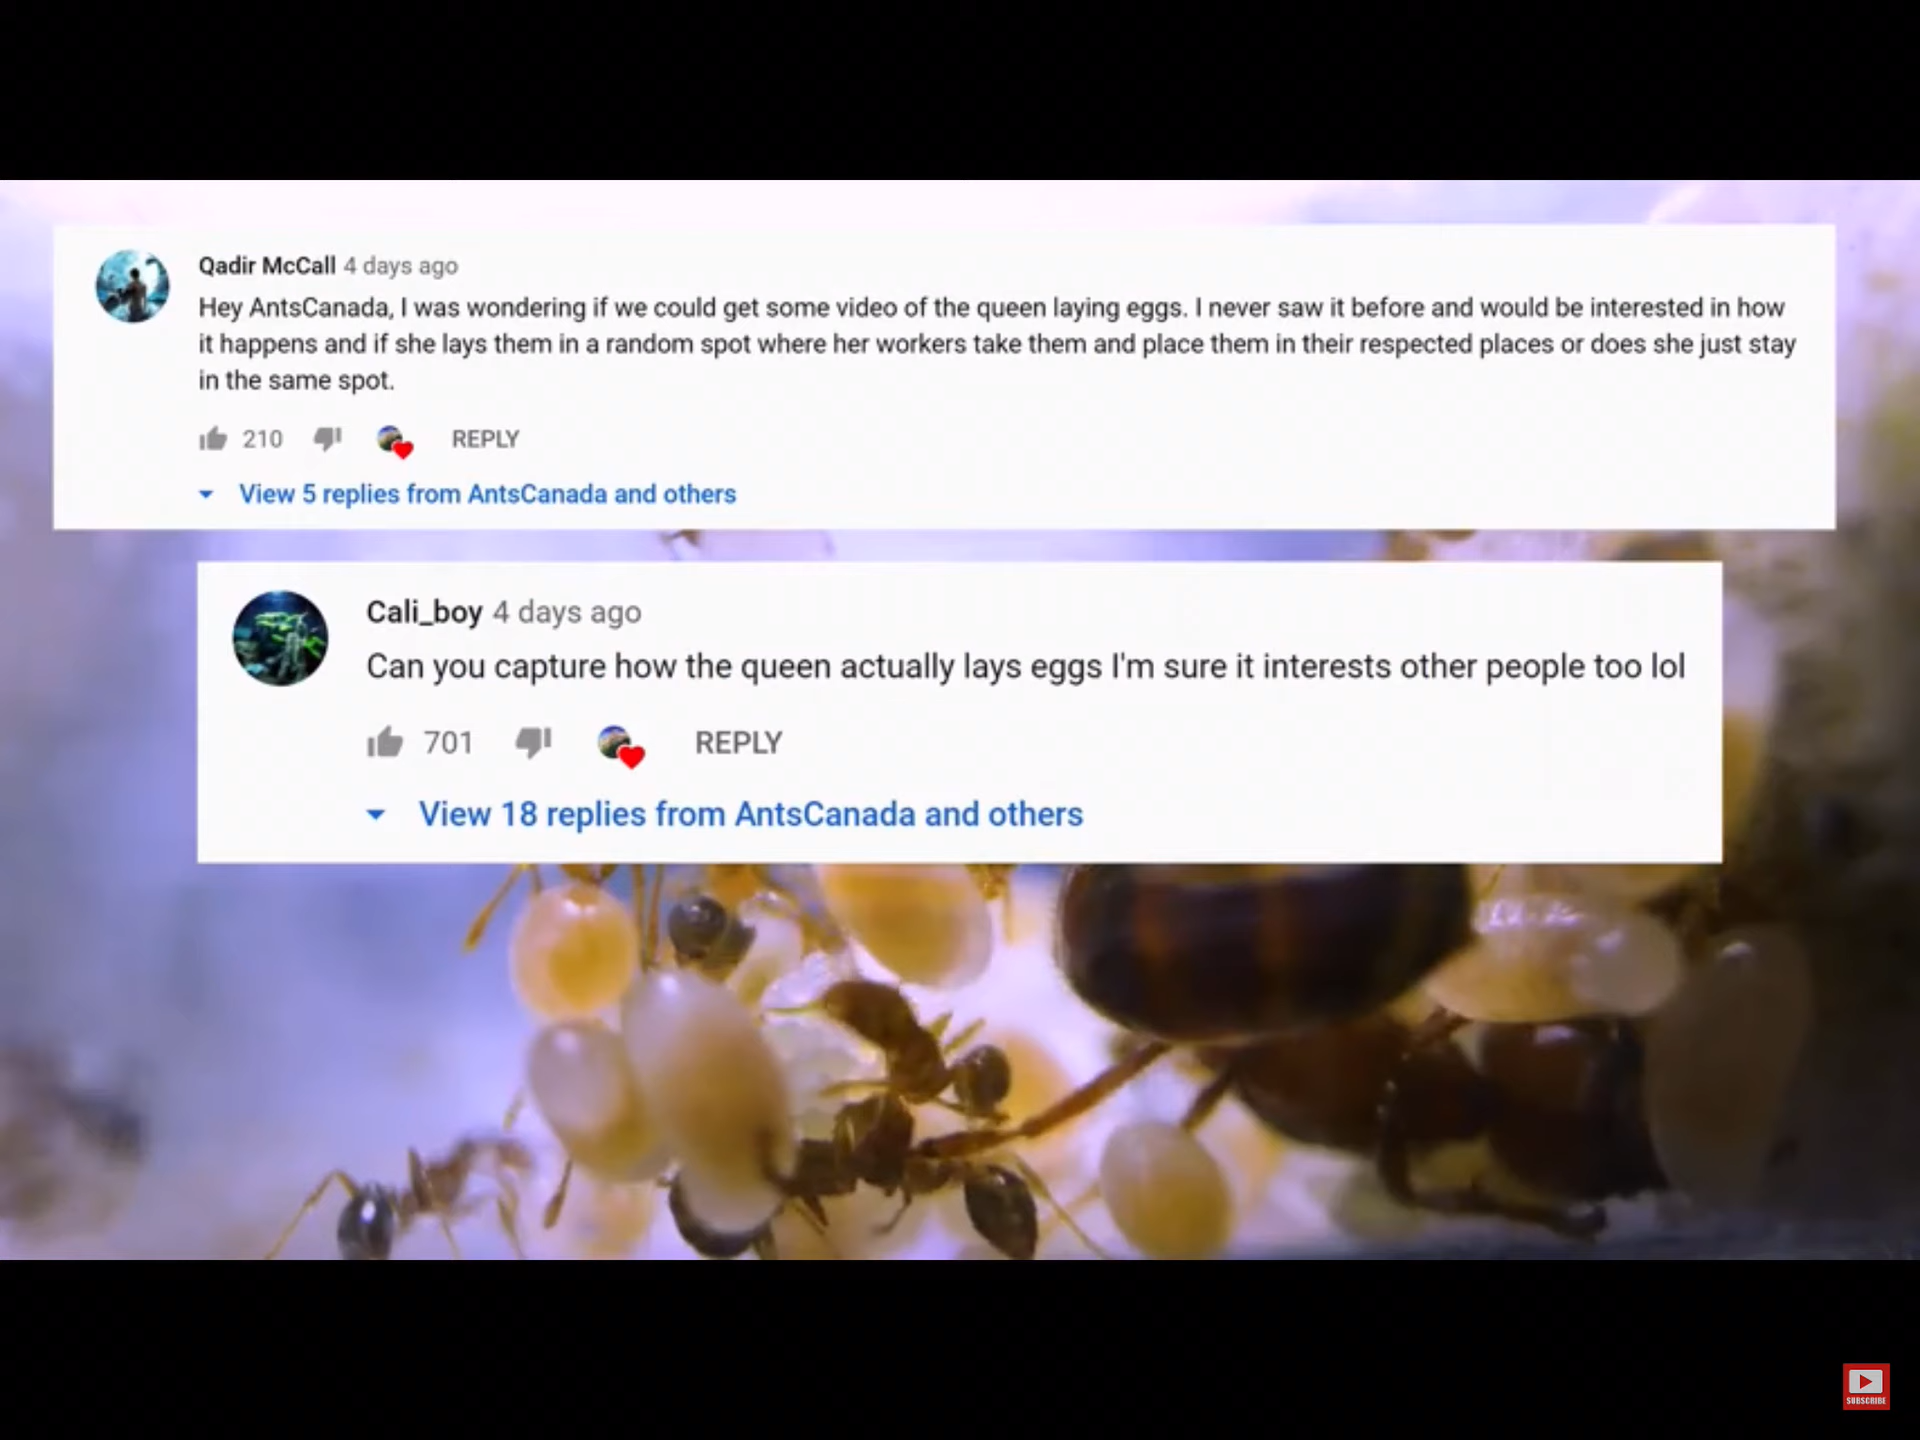 Qadir McCall 4 days ago
Hey AntsCanada, I was wondering if we could get some video of the queen laying eggs. I never saw it before and would be interested in how
it happens and if she lays them in a random spot where her workers take them and place them in their respected places or does she just stay
in the same spot.
210 REPLY
View 5 replies from AntsCanada and others
Cali_boy 4 days ago
Can you capture how the queen actually lays eggs I'm sure it interests other people too lol
701 REPLY
View 18 replies from AntsCanada and others
SUBSCRIBE